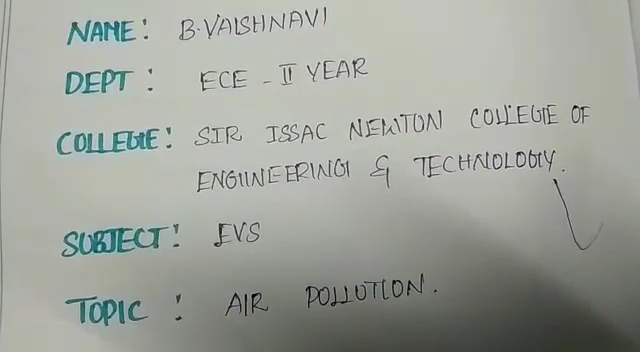 NAME: B.VAISHNAVI
DEPT: ECE - II YEAR
COLLEGE: SIR ISSAC NEWTON COLLEGE OF
ENGINEERING & TECHNOLOGY.
SUBJECT: EVS
TOPIC: AIR POLLUTION.